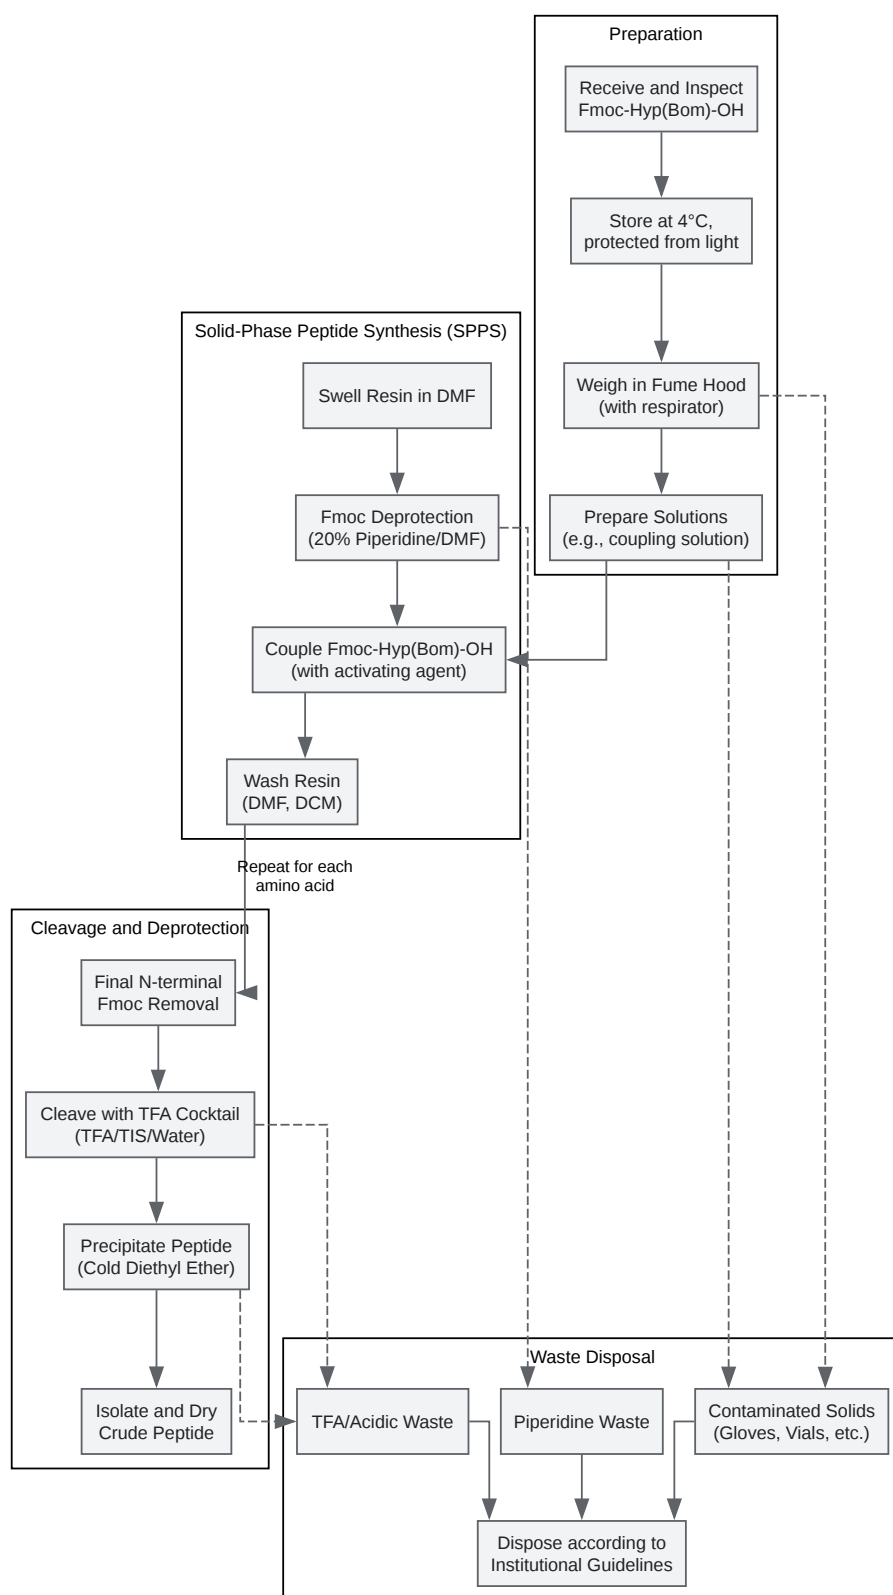 Preparation
Receive and Inspect
Fmoc-Hyp(Bom)-OH
Store at 4°C,
protected from light
Weigh in Fume Hood
(with respirator)
Prepare Solutions
(e.g., coupling solution)
Solid-Phase Peptide Synthesis (SPPS)
Swell Resin in DMF
Fmoc Deprotection
(20% Piperidine/DMF)
Couple Fmoc-Hyp(Bom)-OH
(with activating agent)
Wash Resin
(DMF, DCM)
Repeat for each
amino acid
Cleavage and Deprotection
Final N-terminal
Fmoc Removal
Cleave with TFA Cocktail
(TFA/TIS/Water)
Precipitate Peptide
(Cold Diethyl Ether)
Isolate and Dry
Crude Peptide
Waste Disposal
TFA/Acidic Waste
Piperidine Waste
Contaminated Solids
(Gloves, Vials, etc.)
Dispose according to
Institutional Guidelines